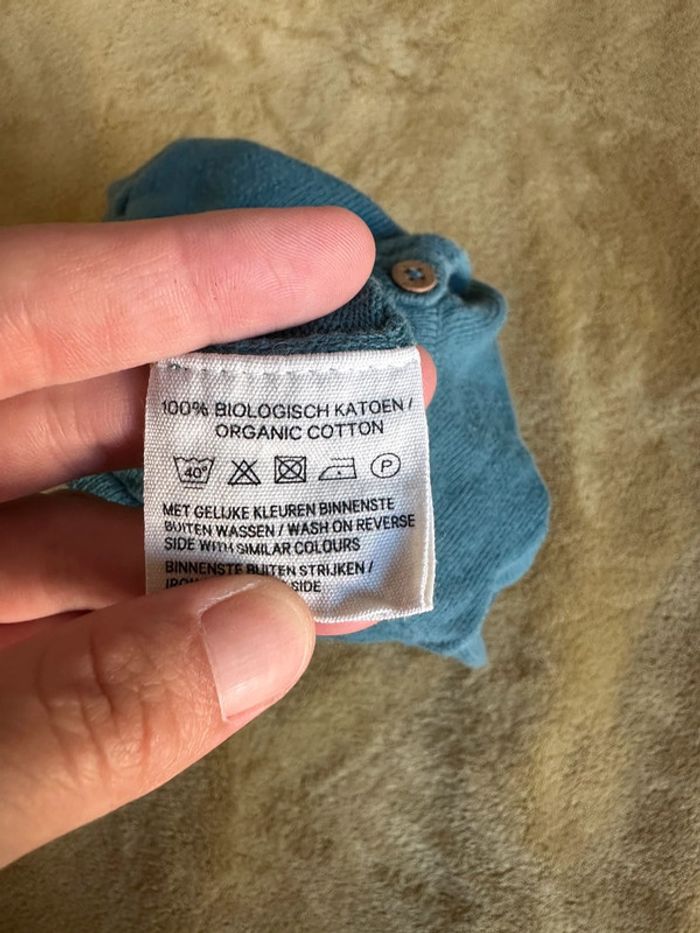 100% BIOLOGISCH KATOEN /
ORGANIC COTTON
40° P
MET GELIJKE KLEUREN BINNENSTE
BUITEN WASSEN / WASH ON REVERSE
SIDE WITH SIMILAR COLOURS
BINNENSTE BUITEN STRIJKEN /
SIDE